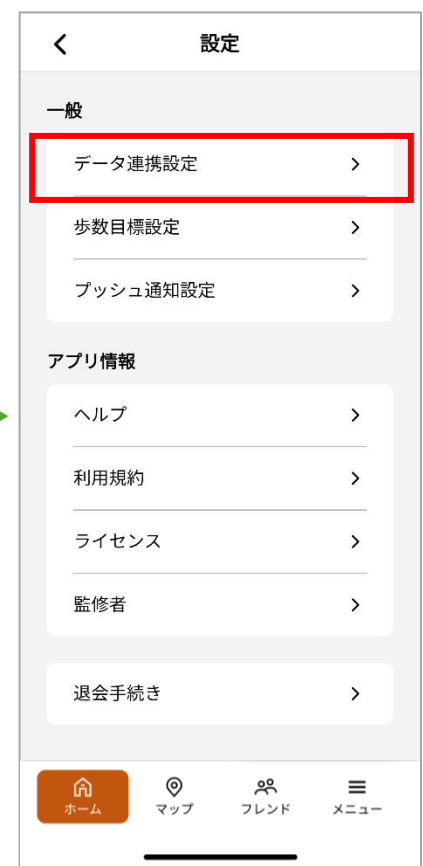 設定
一般
データ連携設定
歩数目標設定
プッシュ通知設定
アプリ情報
ヘルプ
利用規約
ライセンス
監修者
退会手続き
ホーム マップ フレンド メニュー